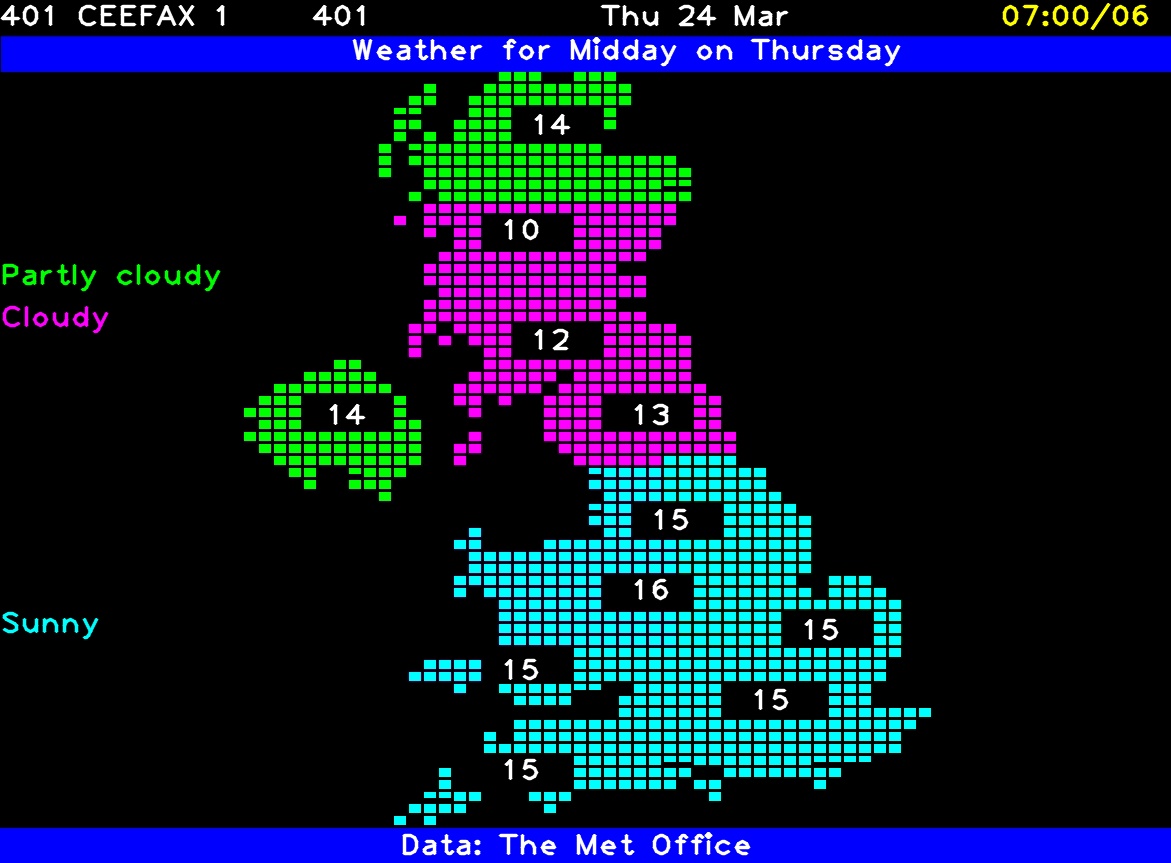 401 CEEFAX 1 401 Thu 24 Mar 07:00/06
Weather for Midday on Thursday
14
10
Partly cloudy
Cloudy
12
14
13
15
16
Sunny
15
15
15
15
Data: The Met Office